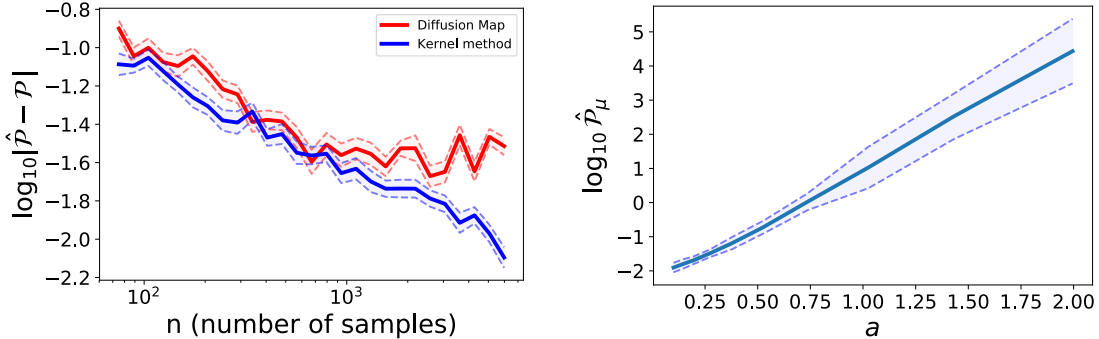 −0.8
−1.0
−1.2
−1.4
−1.6
−1.8
−2.0
−2.2
log₁₀|𝒫̂ − 𝒫|
Diffusion Map
Kernel method
10² 10³
n (number of samples)
5
4
3
2
1
0
−1
−2
log₁₀ 𝒫̂μ
0.25 0.50 0.75 1.00 1.25 1.50 1.75 2.00
a